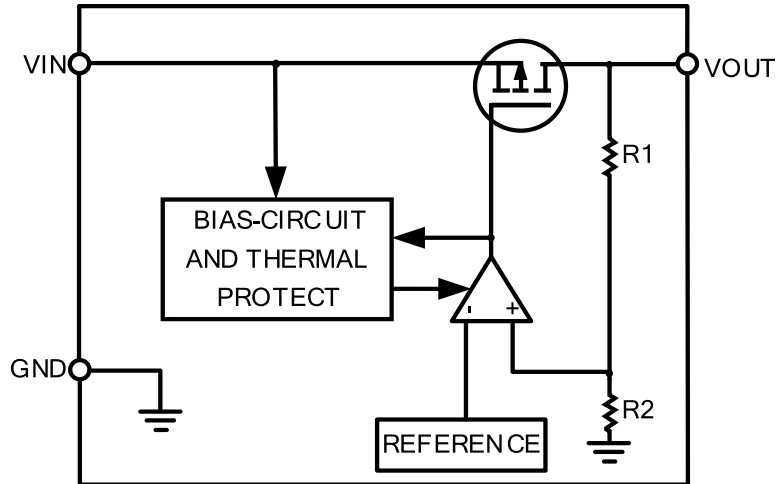 VIN
VOUT
R1
BIAS-CIRCUIT
AND THERMAL
PROTECT
- +
GND
R2
REFERENCE